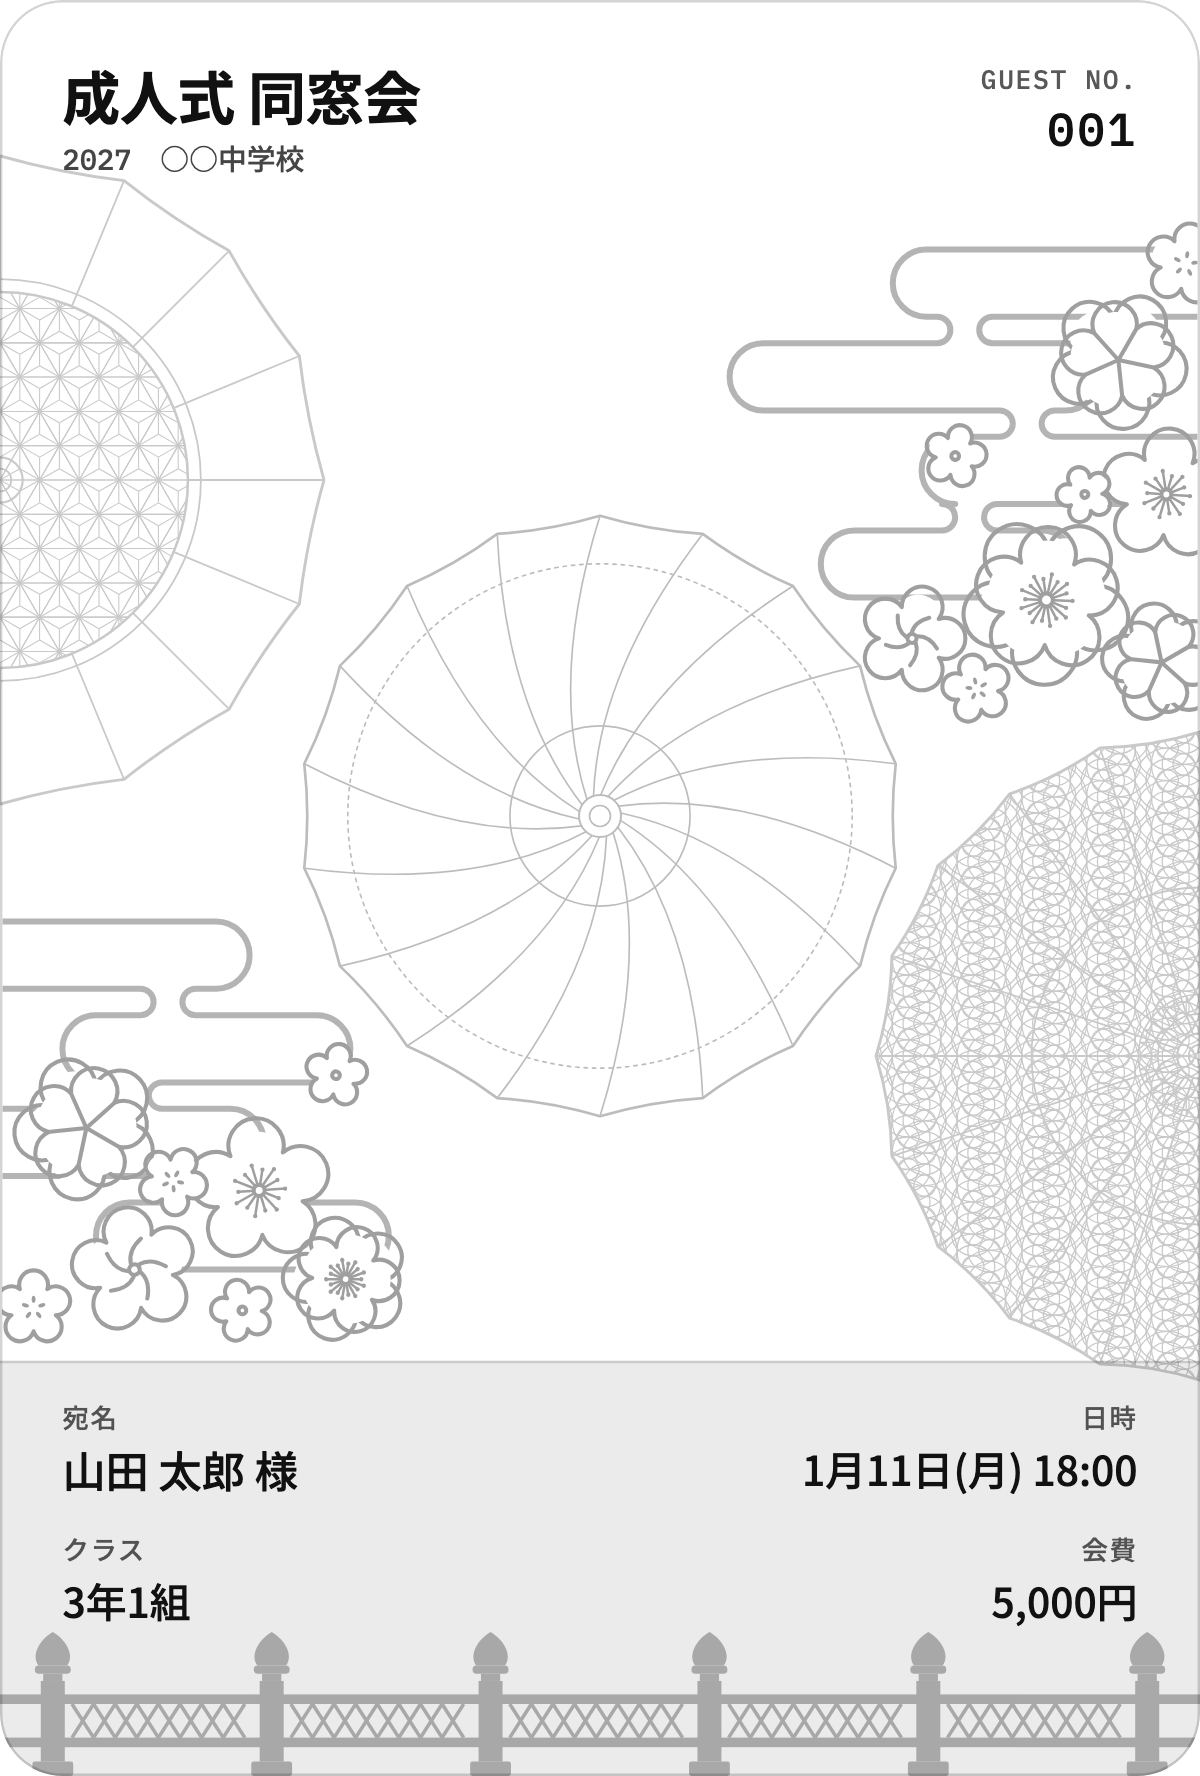 成人式 同窓会
2027 ○○中学校
GUEST NO.
001
宛名
山田 太郎 様
日時
1月11日(月) 18:00
クラス
3年1組
会費
5,000円